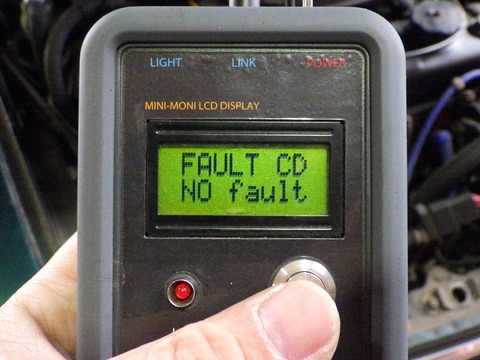 LIGHT LINK POWER
MINI-MONI LCD DISPLAY
FAULT CD
NO fault